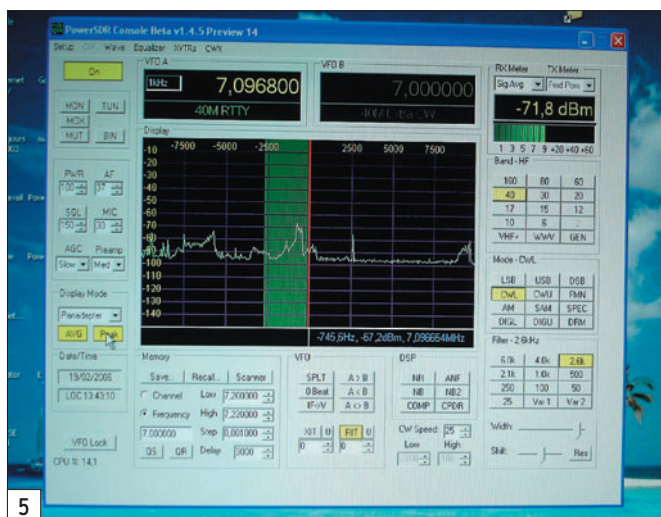 PowerSDR Console Beta v1.4.5 Preview 14
Setup Wave Equalizer XVTRs CWX
On
MON TUN
MOX
MUT BIN
PWR AF
100 37
SQL MIC
150 30
AGC Preamp
Slow Med
Display Mode
Panadapter
AVG Peak
Date/Time
19/02/2006
LOC 13:43:10
VFO Lock
CPU %: 14,1
VFO A
1kHz 7,096800
40M RTTY
VFO B
7,000000
40M Extra CW
Display
-7500 -5000 -2500 2500 5000 7500
-10
-20
-30
-40
-50
-60
-70
-80
-90
-100
-110
-120
-130
-140
-745,6Hz, -67,2dBm, 7,096654MHz
RX Meter TX Meter
Sig Avg Fwd Pow
-71,8 dBm
1 3 5 7 9 +20 +40 +60
Band - HF
160 80 60
40 30 20
17 15 12
10 6 2
VHF+ WWV GEN
Mode - CWL
LSB USB DSB
CWL CWU FMN
AM SAM SPEC
DIGL DIGU DRM
Filter - 2.6kHz
6.0k 4.0k 2.6k
2.1k 1.0k 500
250 100 50
25 Var 1 Var 2
Width:
Shift: Res
Memory
Save... Recall... Scanner
Channel Low 7,200000
Frequency High 7,220000
7.000000 Step 0,001000
QS QR Delay 3000
VFO
SPLT A > B
0 Beat A < B
IF->V A <> B
XIT 0 RIT 0
0 0
DSP
NR ANF
NB NB2
COMP CPDR
CW Speed: 25
Low High
5